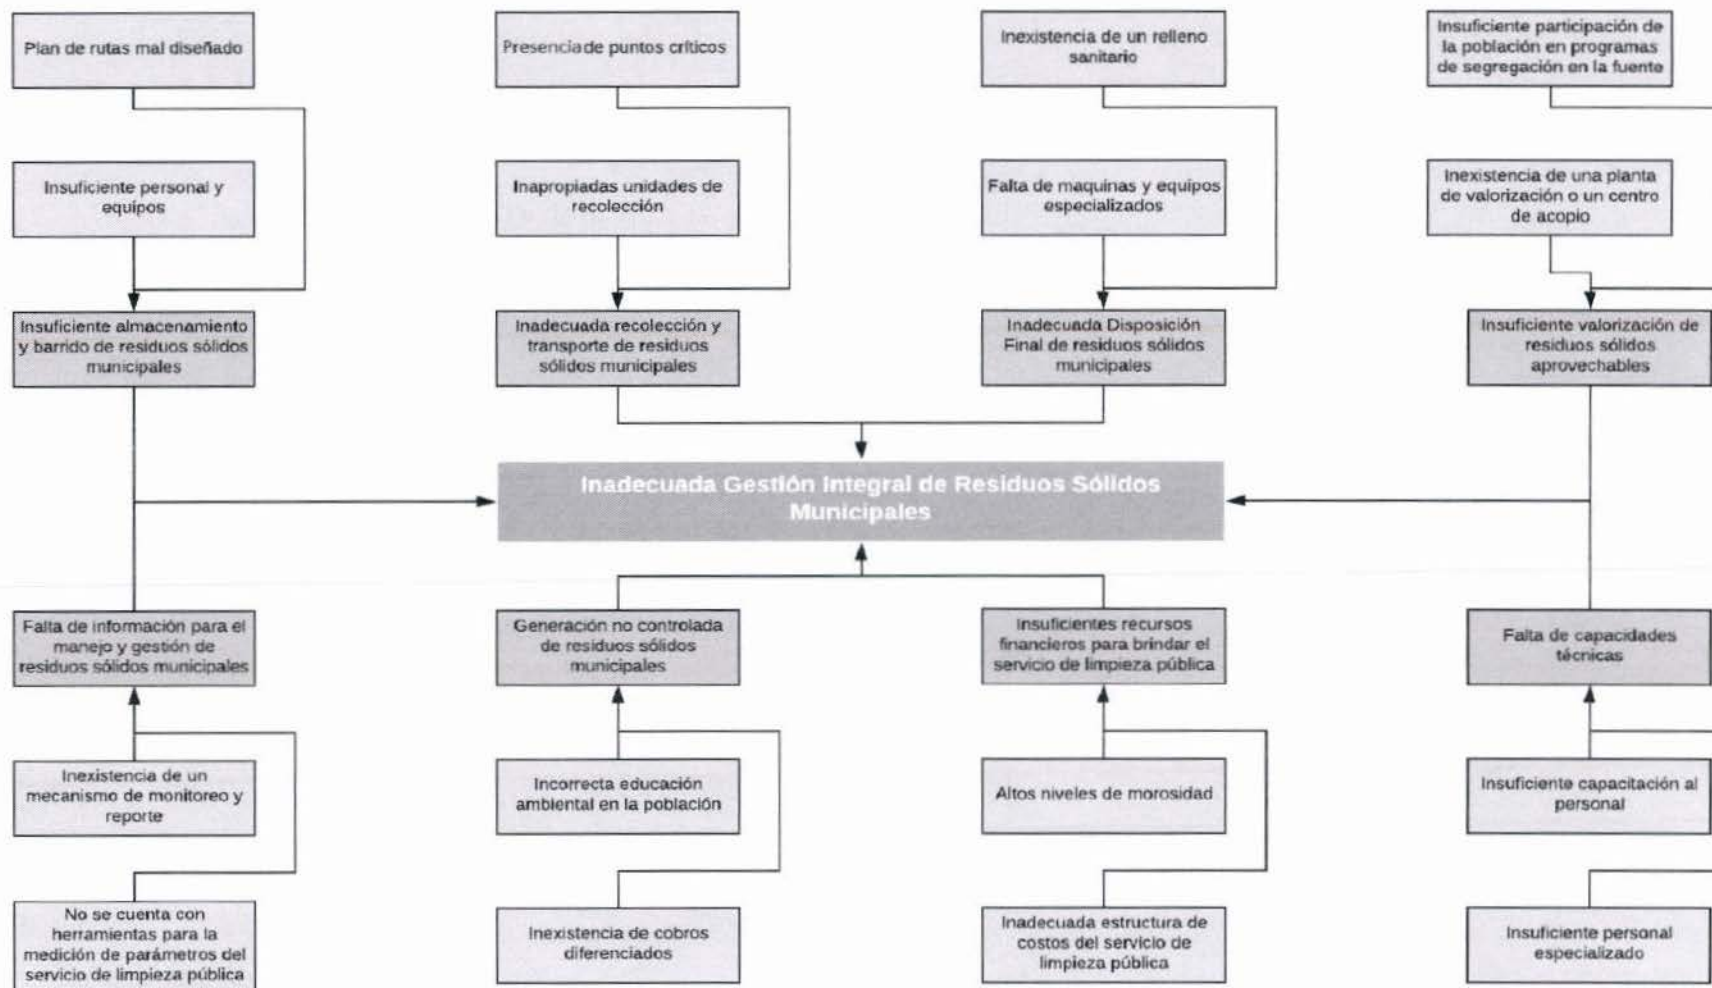 Plan de rutas mal diseñado
Presencia de puntos críticos
Inexistencia de un relleno
sanitario
Insuficiente participación de
la población en programas
de segregación en la fuente
Insuficiente personal y
equipos
Inapropiadas unidades de
recolección
Falta de maquinas y equipos
especializados
Inexistencia de una planta
de valorización o un centro
de acopio
Insuficiente almacenamiento
y barrido de residuos sólidos
municipales
Inadecuada recolección y
transporte de residuos
sólidos municipales
Inadecuada Disposición
Final de residuos sólidos
municipales
Insuficiente valorización de
residuos sólidos
aprovechables
Inadecuada Gestión Integral de Residuos Sólidos
Municipales
Falta de información para el
manejo y gestión de
residuos sólidos municipales
Generación no controlada
de residuos sólidos
municipales
Insuficientes recursos
financieros para brindar el
servicio de limpieza pública
Falta de capacidades
técnicas
Inexistencia de un
mecanismo de monitoreo y
reporte
Incorrecta educación
ambiental en la población
Altos niveles de morosidad
Insuficiente capacitación al
personal
No se cuenta con
herramientas para la
medición de parámetros del
servicio de limpieza pública
Inexistencia de cobros
diferenciados
Inadecuada estructura de
costos del servicio de
limpieza pública
Insuficiente personal
especializado